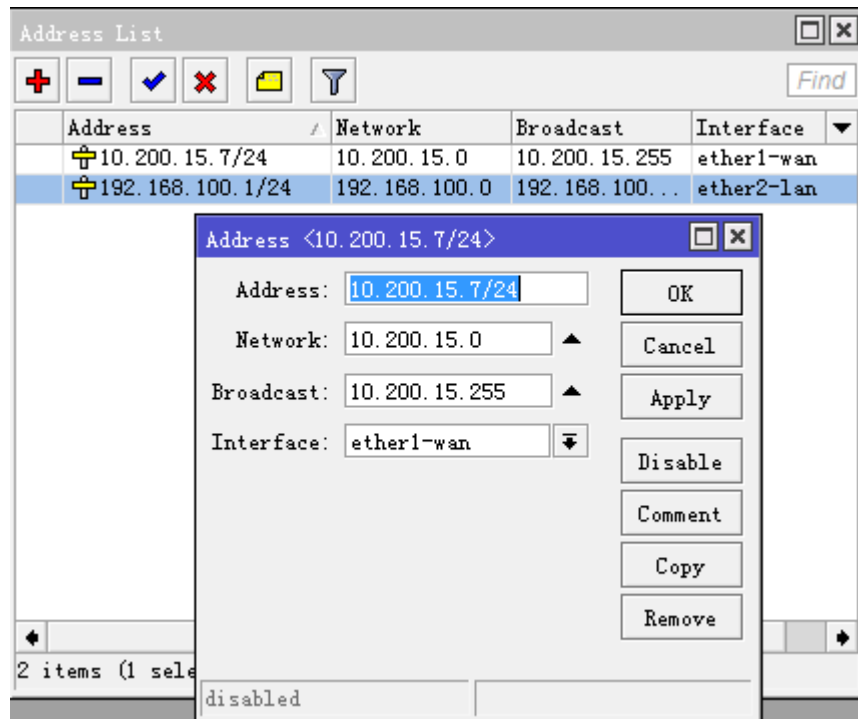 Address List
Find
Address Network Broadcast Interface
10.200.15.7/24 10.200.15.0 10.200.15.255 ether1-wan
192.168.100.1/24 192.168.100.0 192.168.100... ether2-lan
Address <10.200.15.7/24>
Address: 10.200.15.7/24
Network: 10.200.15.0
Broadcast: 10.200.15.255
Interface: ether1-wan
OK
Cancel
Apply
Disable
Comment
Copy
Remove
2 items (1 sele
disabled